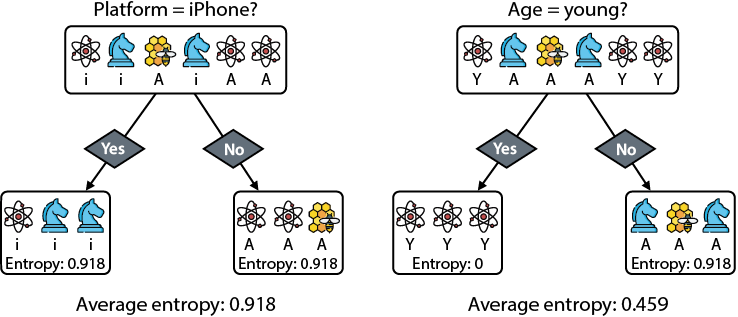 Platform = iPhone?
i i A i A A
Yes
No
i i i
Entropy: 0.918
A A A
Entropy: 0.918
Average entropy: 0.918
Age = young?
Y A A A Y Y
Yes
No
Y Y Y
Entropy: 0
A A A
Entropy: 0.918
Average entropy: 0.459